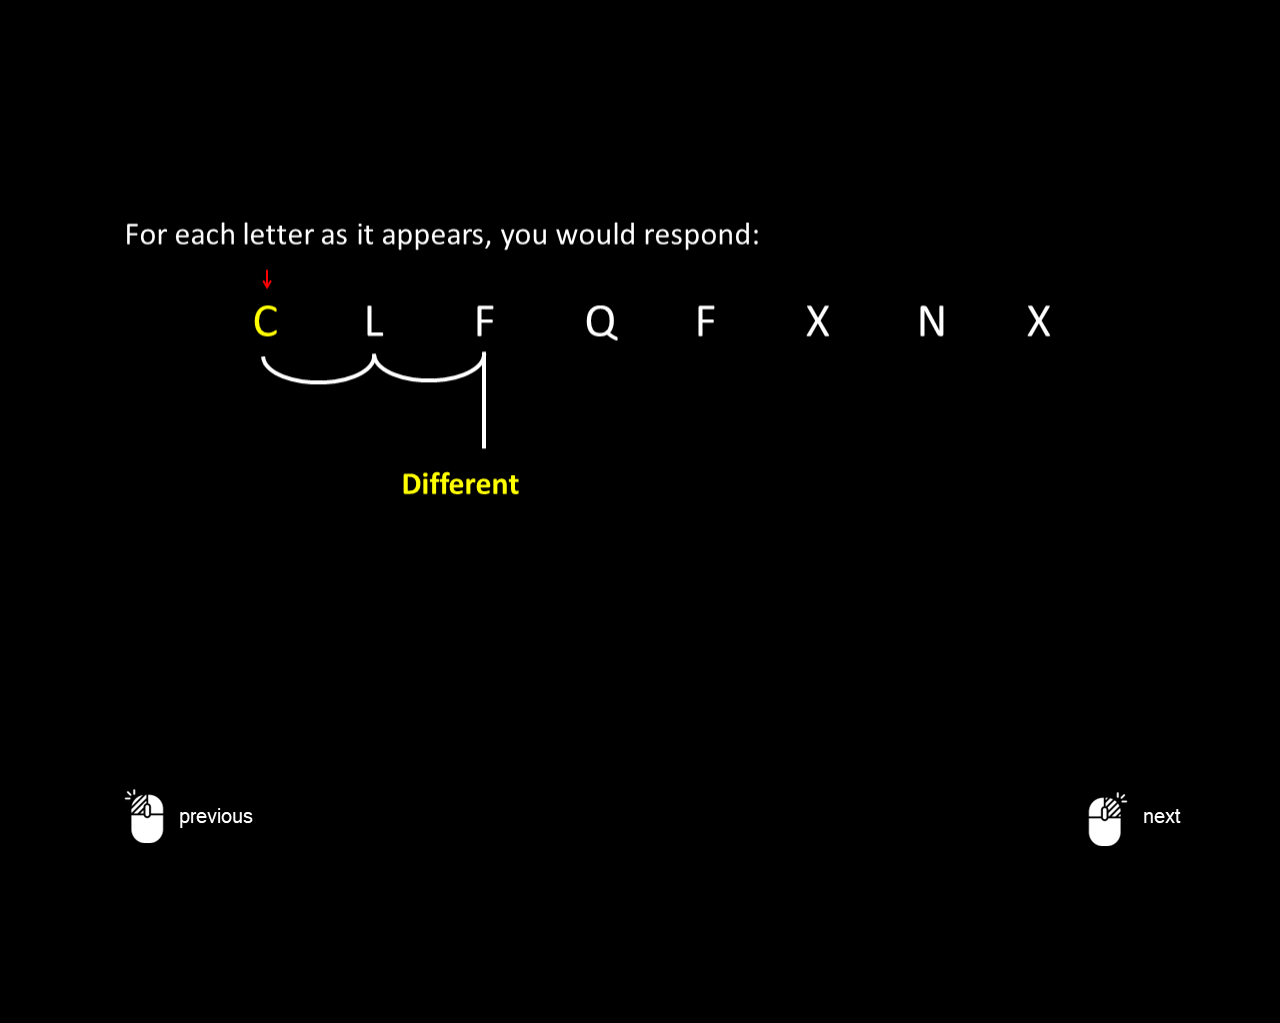 For each letter as it appears, you would respond:
↓
C L F Q F X N X
Different
previous
next